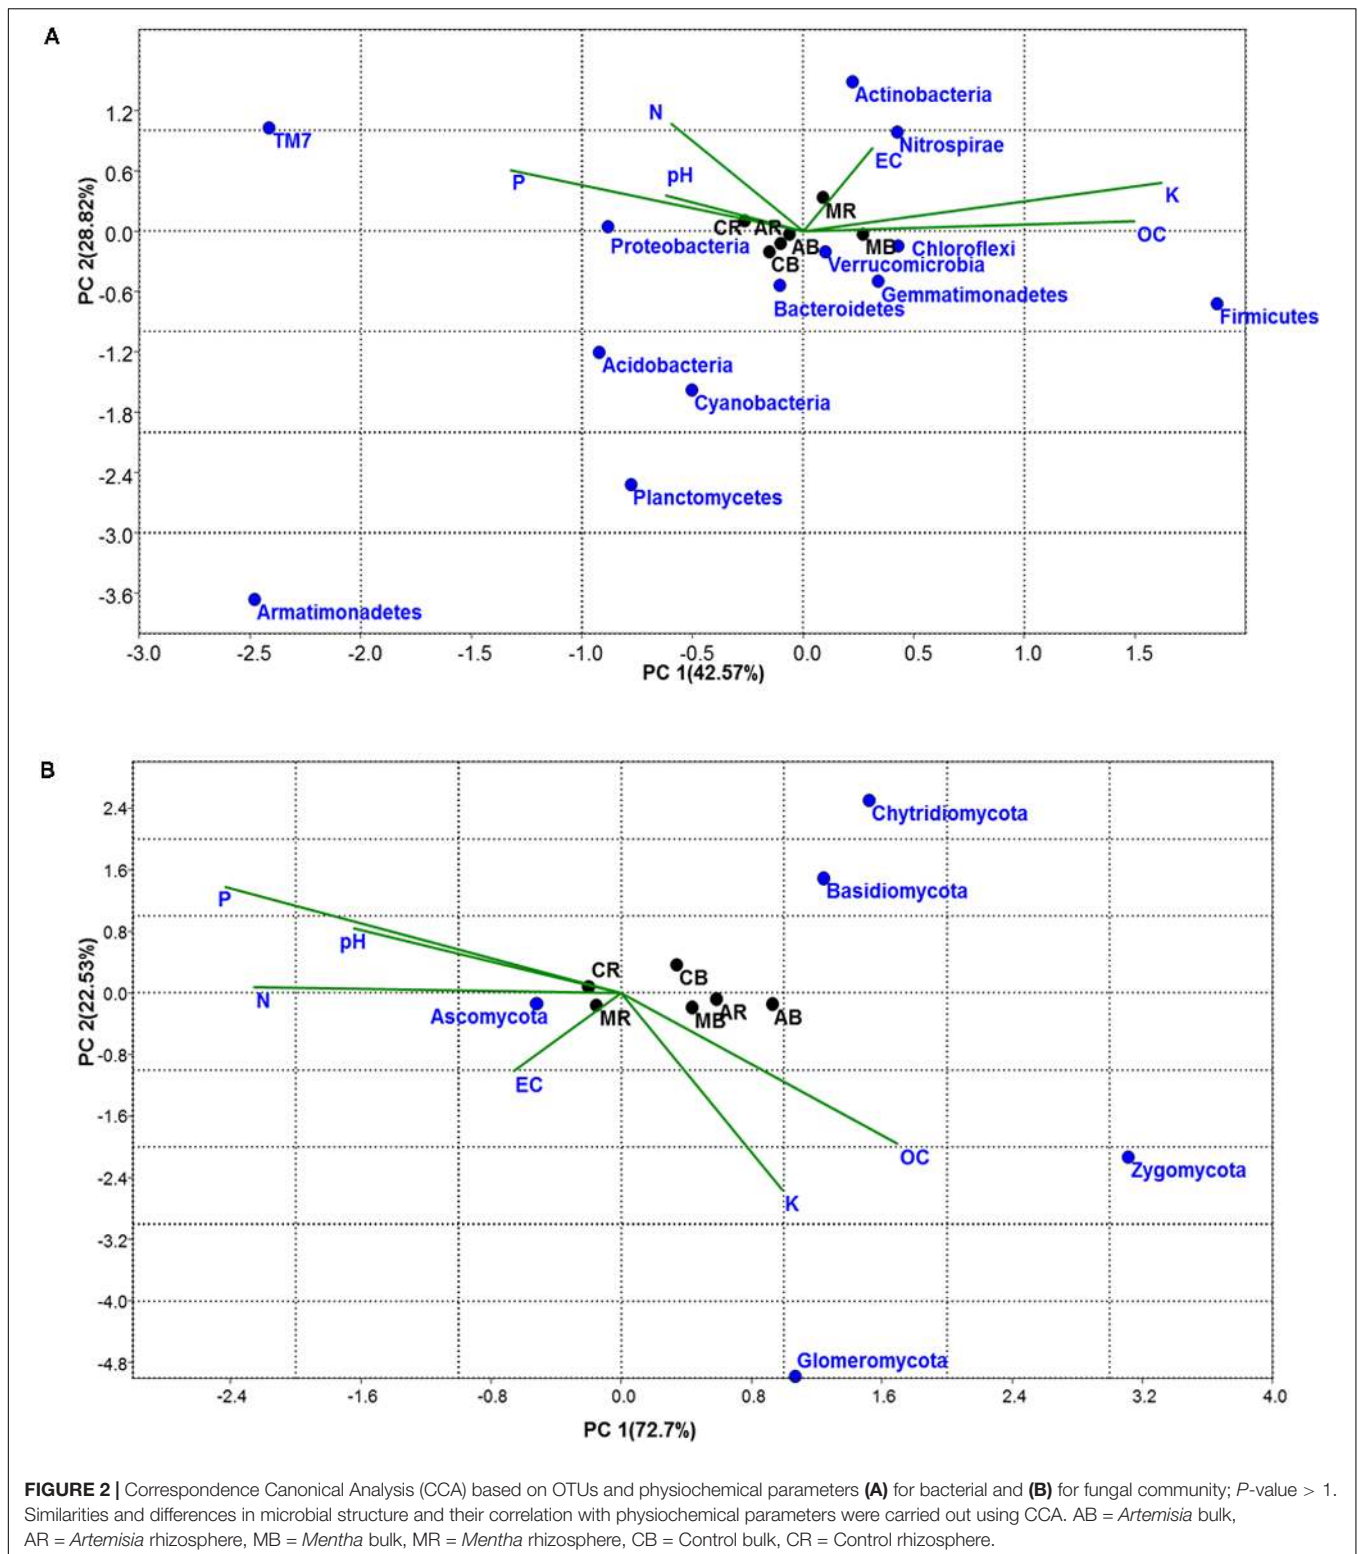 A
1.2
0.6
0.0
-0.6
-1.2
-1.8
-2.4
-3.0
-3.6
PC 2(28.82%)
Actinobacteria
N
TM7
Nitrospirae
EC
pH
P
K
MR
CR
AR
OC
Proteobacteria
AB
MB
Chloroflexi
CB
Verrucomicrobia
Gemmatimonadetes
Bacteroidetes
Firmicutes
Acidobacteria
Cyanobacteria
Planctomycetes
Armatimonadetes
-3.0 -2.5 -2.0 -1.5 -1.0 -0.5 0.0 0.5 1.0 1.5
PC 1(42.57%)
B
2.4
1.6
0.8
0.0
-0.8
-1.6
-2.4
-3.2
-4.0
-4.8
PC 2(22.53%)
Chytridiomycota
Basidiomycota
P
pH
CR
CB
N
Ascomycota
MR
MB
AR
AB
EC
OC
Zygomycota
K
Glomeromycota
-2.4 -1.6 -0.8 0.0 0.8 1.6 2.4 3.2 4.0
PC 1(72.7%)
FIGURE 2 | Correspondence Canonical Analysis (CCA) based on OTUs and physiochemical parameters (A) for bacterial and (B) for fungal community; P-value > 1.
Similarities and differences in microbial structure and their correlation with physiochemical parameters were carried out using CCA. AB = Artemisia bulk,
AR = Artemisia rhizosphere, MB = Mentha bulk, MR = Mentha rhizosphere, CB = Control bulk, CR = Control rhizosphere.